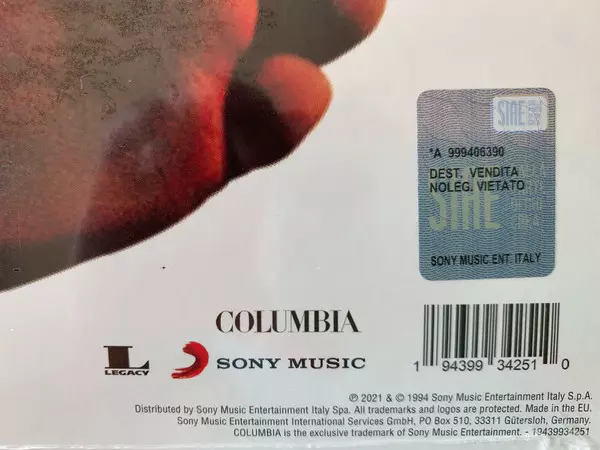 SIAE
*A 999406390
DEST. VENDITA
NOLEG. VIETATO
SIAE
SONY MUSIC ENT. ITALY
COLUMBIA
L
LEGACY
SONY MUSIC
1 94399 34251 0
℗ 2021 & © 1994 Sony Music Entertainment Italy S.p.A.
Distributed by Sony Music Entertainment Italy Spa. All trademarks and logos are protected. Made in the EU.
Sony Music Entertainment International Services GmbH, PO Box 510, 33311 Gütersloh, Germany.
COLUMBIA is the exclusive trademark of Sony Music Entertainment. - 19439934251